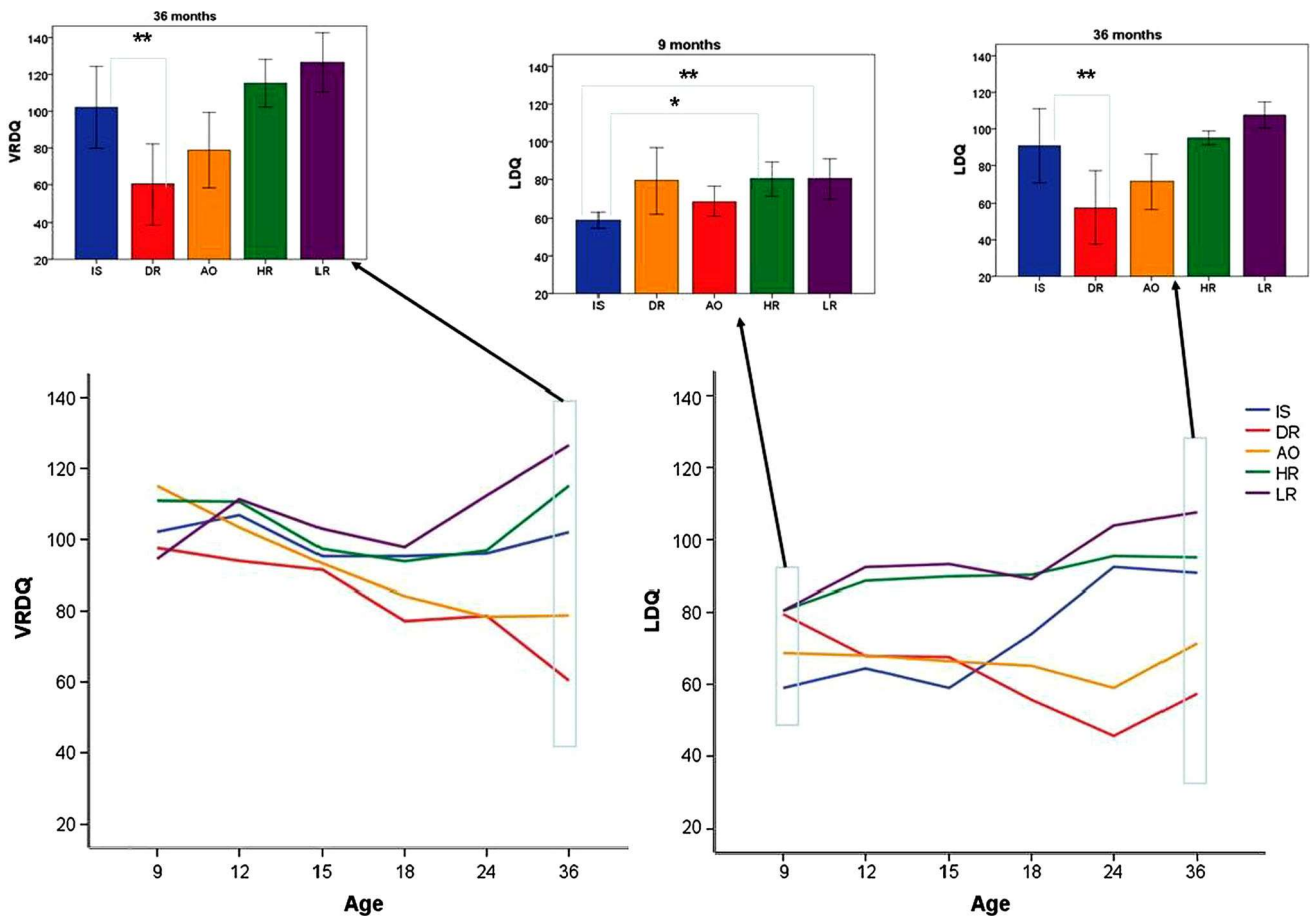 36 months
**
140
120
100
80
60
40
20
VRDQ
IS DR AO HR LR
9 months
**
*
140
120
100
80
60
40
20
LDQ
IS DR AO HR LR
36 months
**
140
120
100
80
60
40
20
LDQ
IS DR AO HR LR
140
120
100
80
60
40
20
VRDQ
9 12 15 18 24 36
Age
140
120
100
80
60
40
20
LDQ
9 12 15 18 24 36
Age
IS
DR
AO
HR
LR